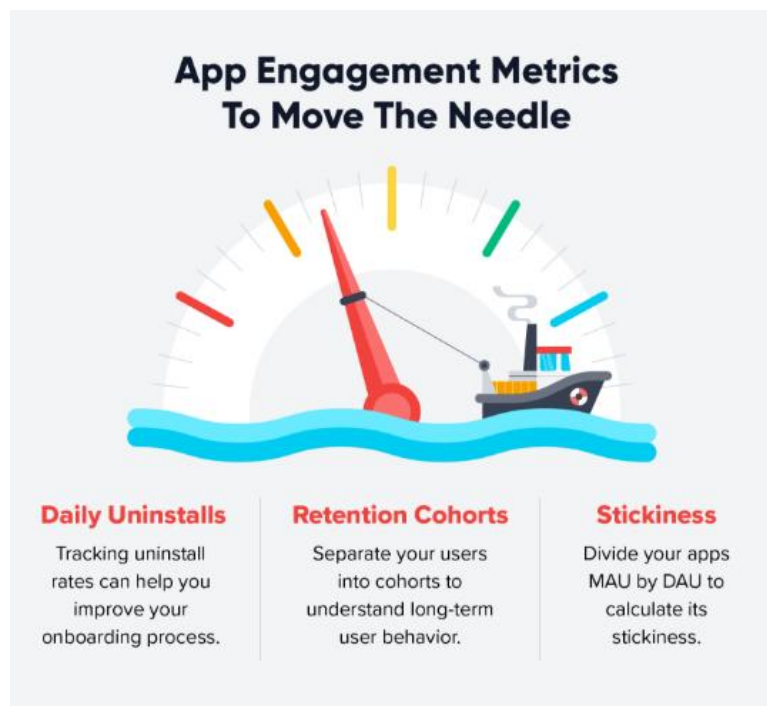 App Engagement Metrics
To Move The Needle
Daily Uninstalls
Tracking uninstall
rates can help you
improve your
onboarding process.
Retention Cohorts
Separate your users
into cohorts to
understand long-term
user behavior.
Stickiness
Divide your apps
MAU by DAU to
calculate its
stickiness.